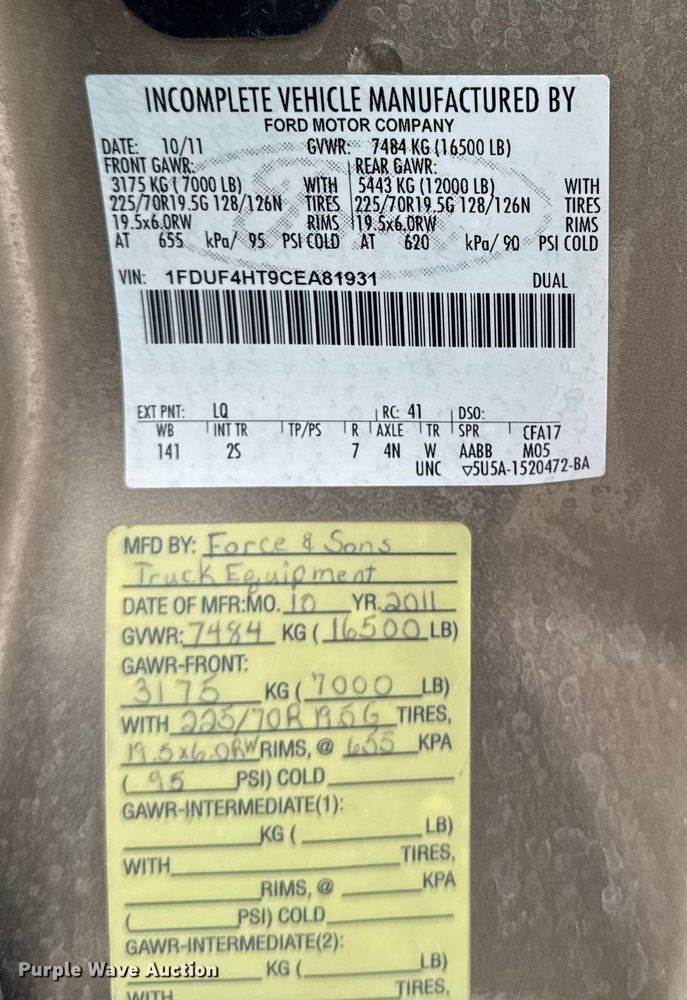 INCOMPLETE VEHICLE MANUFACTURED BY
FORD MOTOR COMPANY
DATE: 10/11 GVWR: 7484 KG (16500 LB)
FRONT GAWR: REAR GAWR:
3175 KG (7000 LB) WITH 5443 KG (12000 LB) WITH
225/70R19.5G 128/126N TIRES 225/70R19.5G 128/126N TIRES
19.5x6.0RW RIMS 19.5x6.0RW RIMS
AT 655 kPa/ 95 PSI COLD AT 620 kPa/ 90 PSI COLD
VIN: 1FDUF4HT9CEA81931 DUAL
EXT PNT: LQ RC: 41 DSO:
WB INT TR TP/PS R AXLE TR SPR CFA17
141 2S 7 4N W AABB M05
UNC ▽5U5A-1520472-BA
MFD BY: Force & Sons
Truck Equipment
DATE OF MFR:MO. 10 YR. 2011
GVWR: 7484 KG (16500 LB)
GAWR-FRONT:
3175 KG (7000 LB)
WITH 225/70R 19.5G TIRES,
19.5x6.0RW RIMS, @ 655 KPA
(95 PSI) COLD
GAWR-INTERMEDIATE(1):
KG ( LB)
WITH TIRES,
RIMS, @ KPA
( PSI) COLD
GAWR-INTERMEDIATE(2):
KG ( LB)
WITH TIRES,
Purple Wave Auction